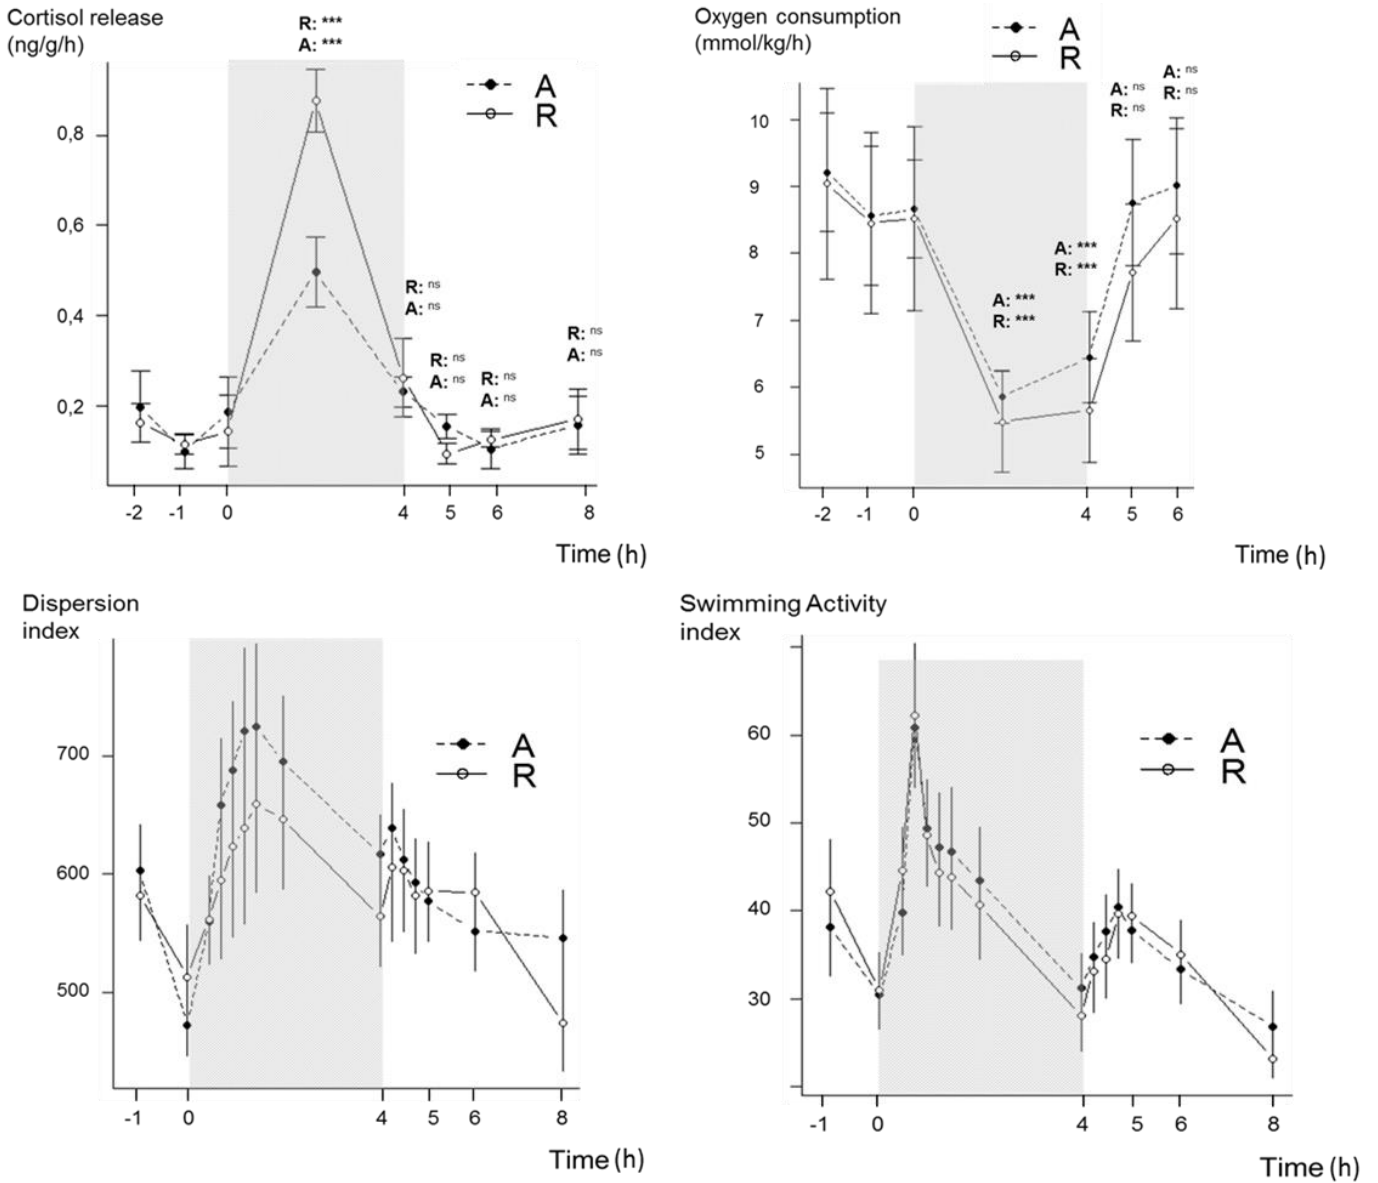 Cortisol release
(ng/g/h)
R: ***
A: ***
A
R
0,8
0,6
0,4
0,2
R: ns
A: ns
R: ns
A: ns
R: ns
A: ns
R: ns
A: ns
-2 -1 0 4 5 6 8
Time (h)
Oxygen consumption
(mmol/kg/h)
A
R
A: ns
R: ns
A: ns
R: ns
10
9
8
7
6
5
A: ***
R: ***
A: ***
R: ***
-2 -1 0 4 5 6
Time (h)
Dispersion
index
A
R
700
600
500
-1 0 4 5 6 8
Time (h)
Swimming Activity
index
A
R
60
50
40
30
-1 0 4 5 6 8
Time (h)